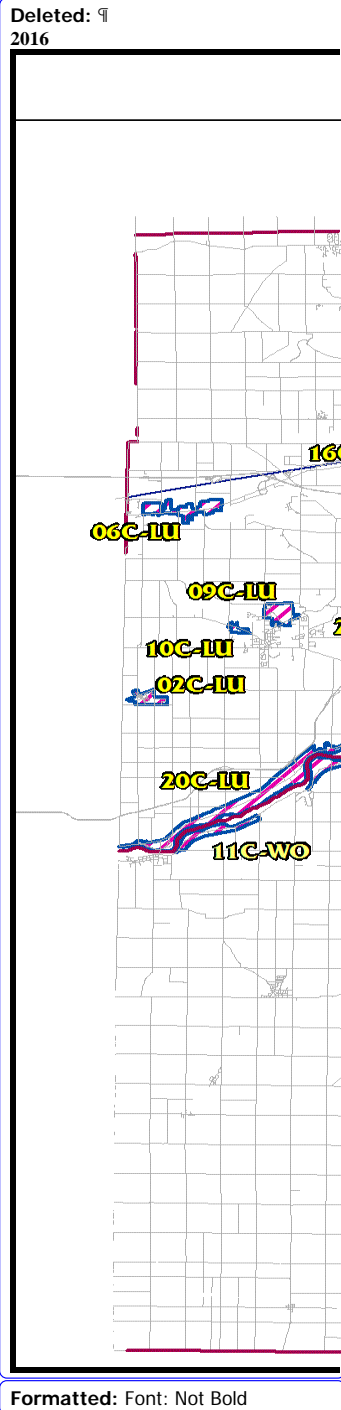 Deleted: ¶
2016
06C-LU
09C-LU
10C-LU
02C-LU
20C-LU
11C-WO
Formatted: Font: Not Bold